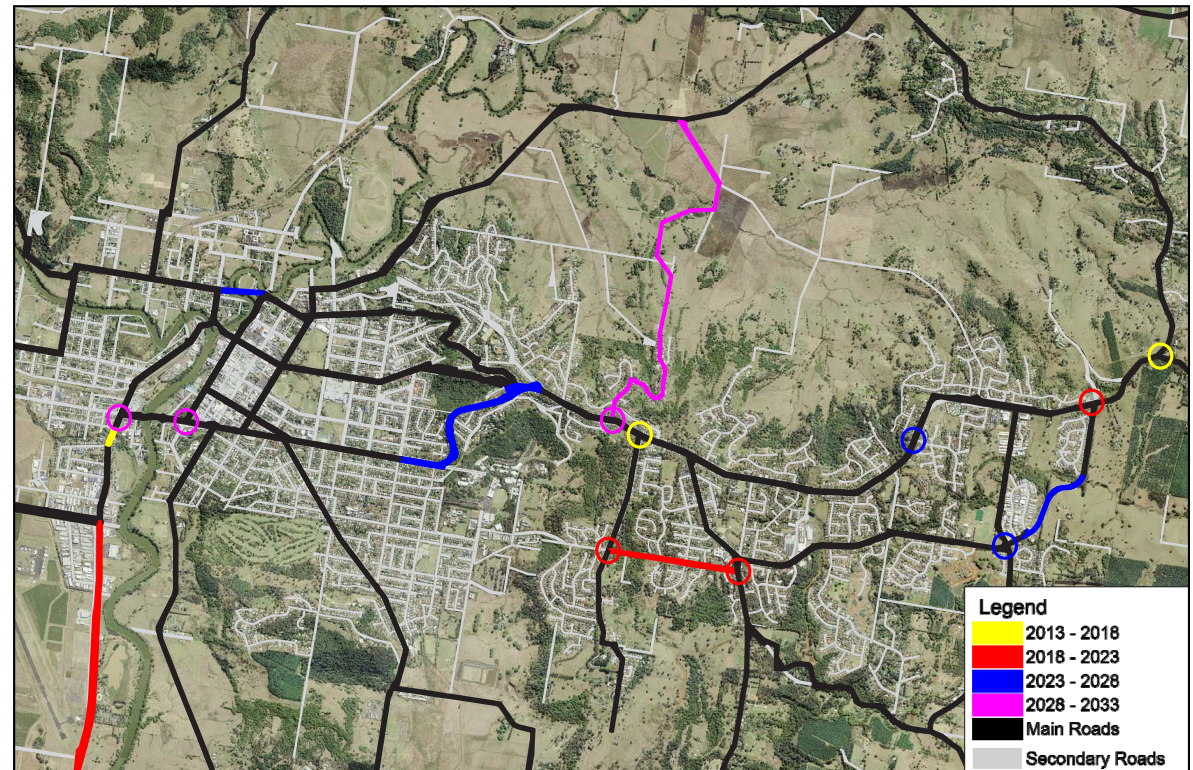 Legend
2013 - 2018
2018 - 2023
2023 - 2028
2028 - 2033
Main Roads
Secondary Roads